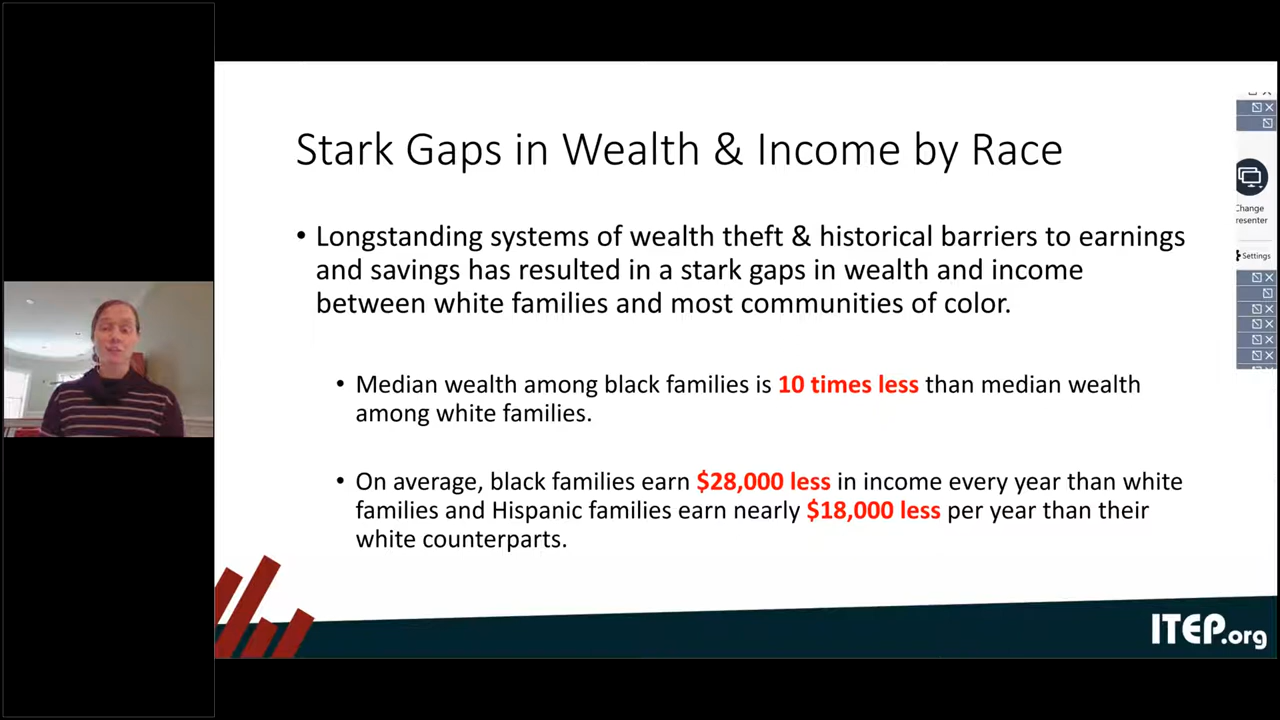 Stark Gaps in Wealth & Income by Race
• Longstanding systems of wealth theft & historical barriers to earnings
and savings has resulted in a stark gaps in wealth and income
between white families and most communities of color.
• Median wealth among black families is 10 times less than median wealth
among white families.
• On average, black families earn $28,000 less in income every year than white
families and Hispanic families earn nearly $18,000 less per year than their
white counterparts.
ITEP.org
Change
resenter
Settings